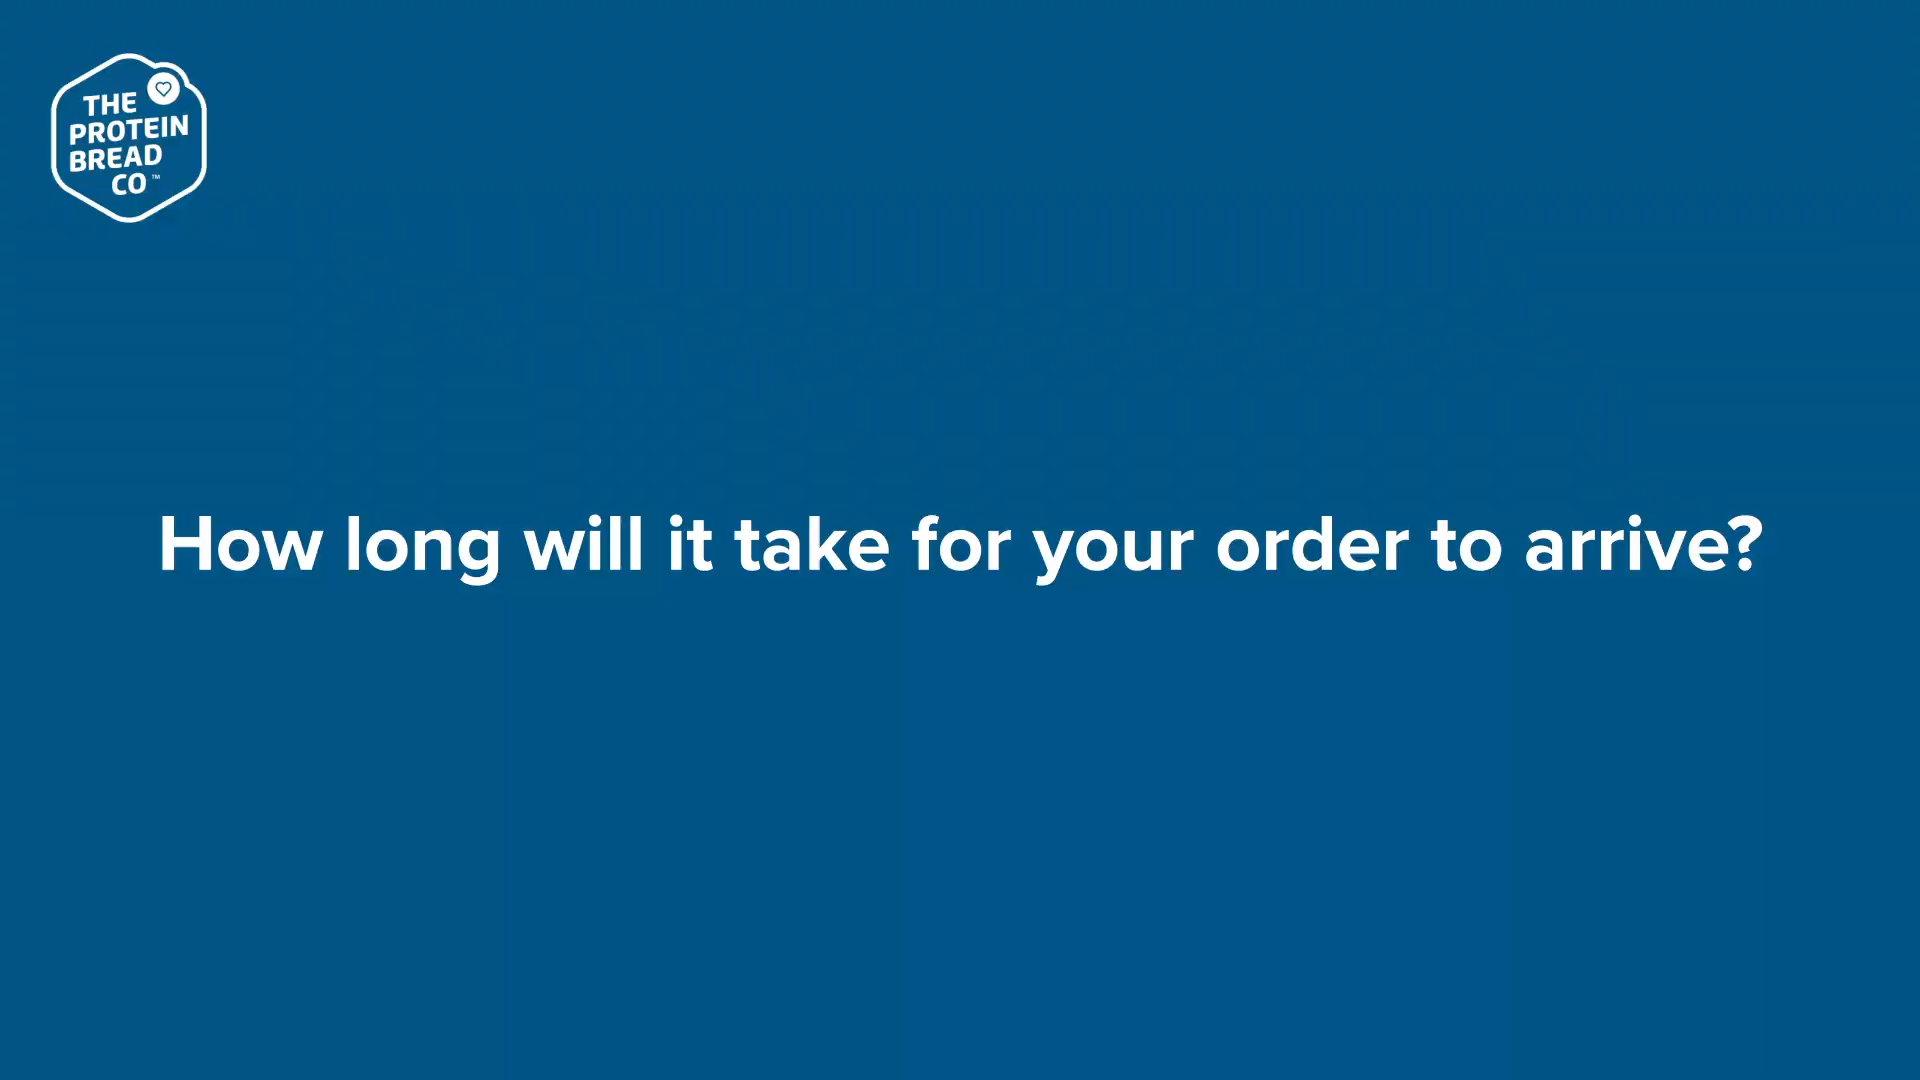 THE
PROTEIN
BREAD
CO™
How long will it take for your order to arrive?